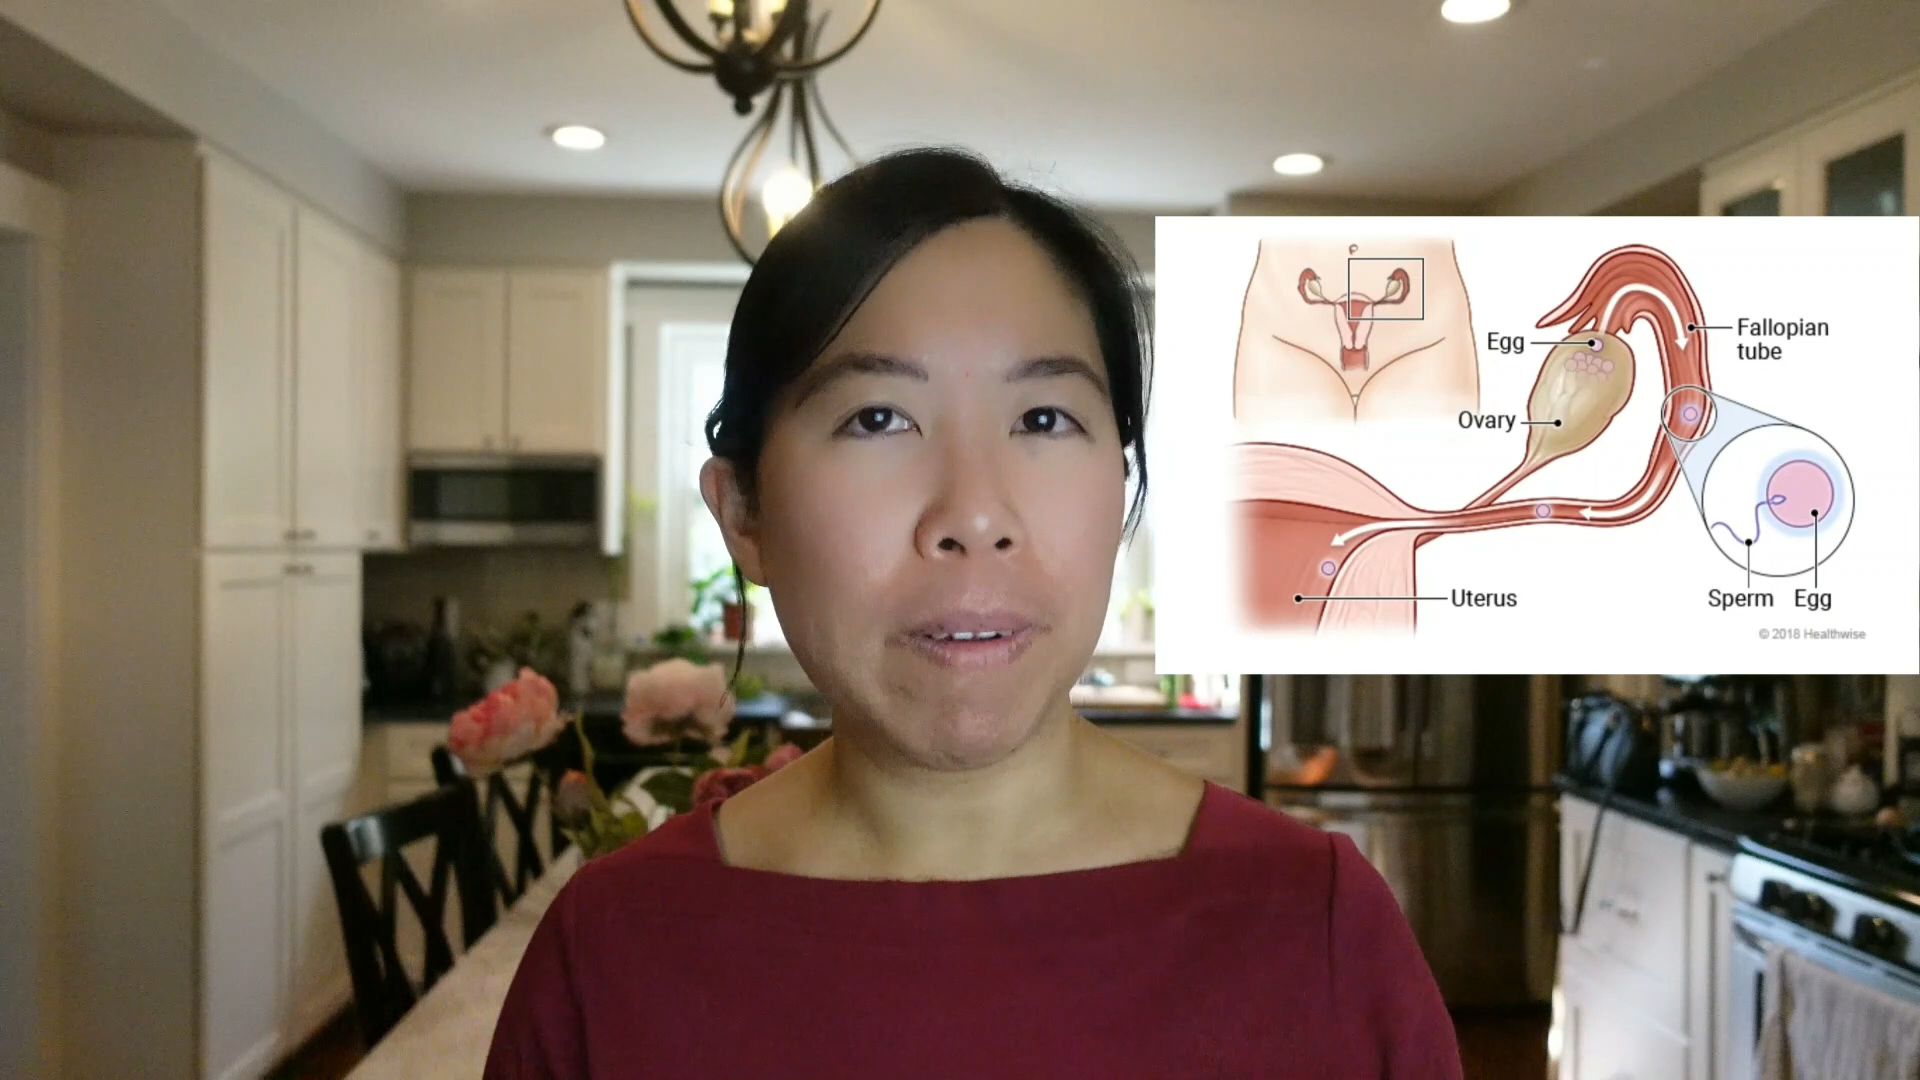 Egg
Fallopian
tube
Ovary
Uterus
Sperm
Egg
© 2018 Healthwise